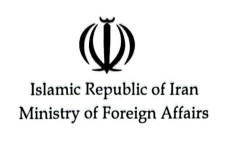 Islamic Republic of Iran
Ministry of Foreign Affairs